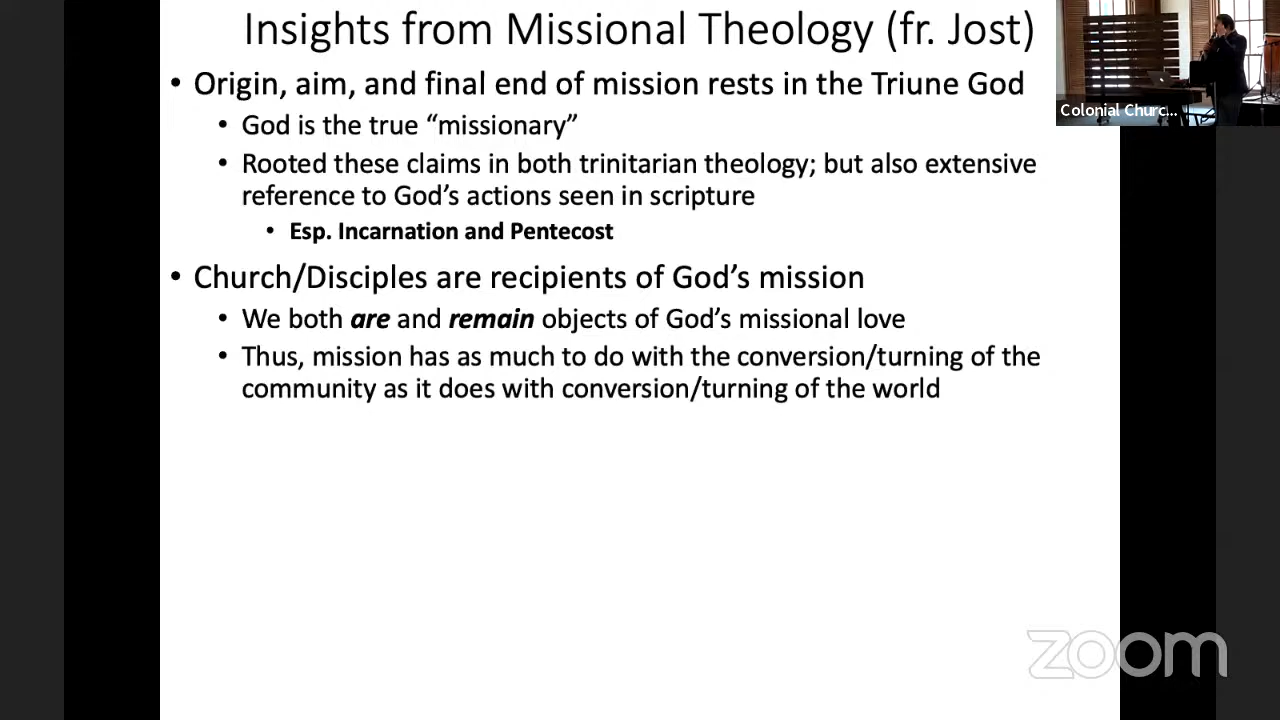 Insights from Missional Theology (fr. Jost)
• Origin, aim, and final end of mission rests in the Triune God
• God is the true “missionary”
• Rooted these claims in both trinitarian theology; but also extensive
reference to God’s actions seen in scripture
• Esp. Incarnation and Pentecost
• Church/Disciples are recipients of God’s mission
• We both are and remain objects of God’s missional love
• Thus, mission has as much to do with the conversion/turning of the
community as it does with conversion/turning of the world
Colonial Churc...
zoom